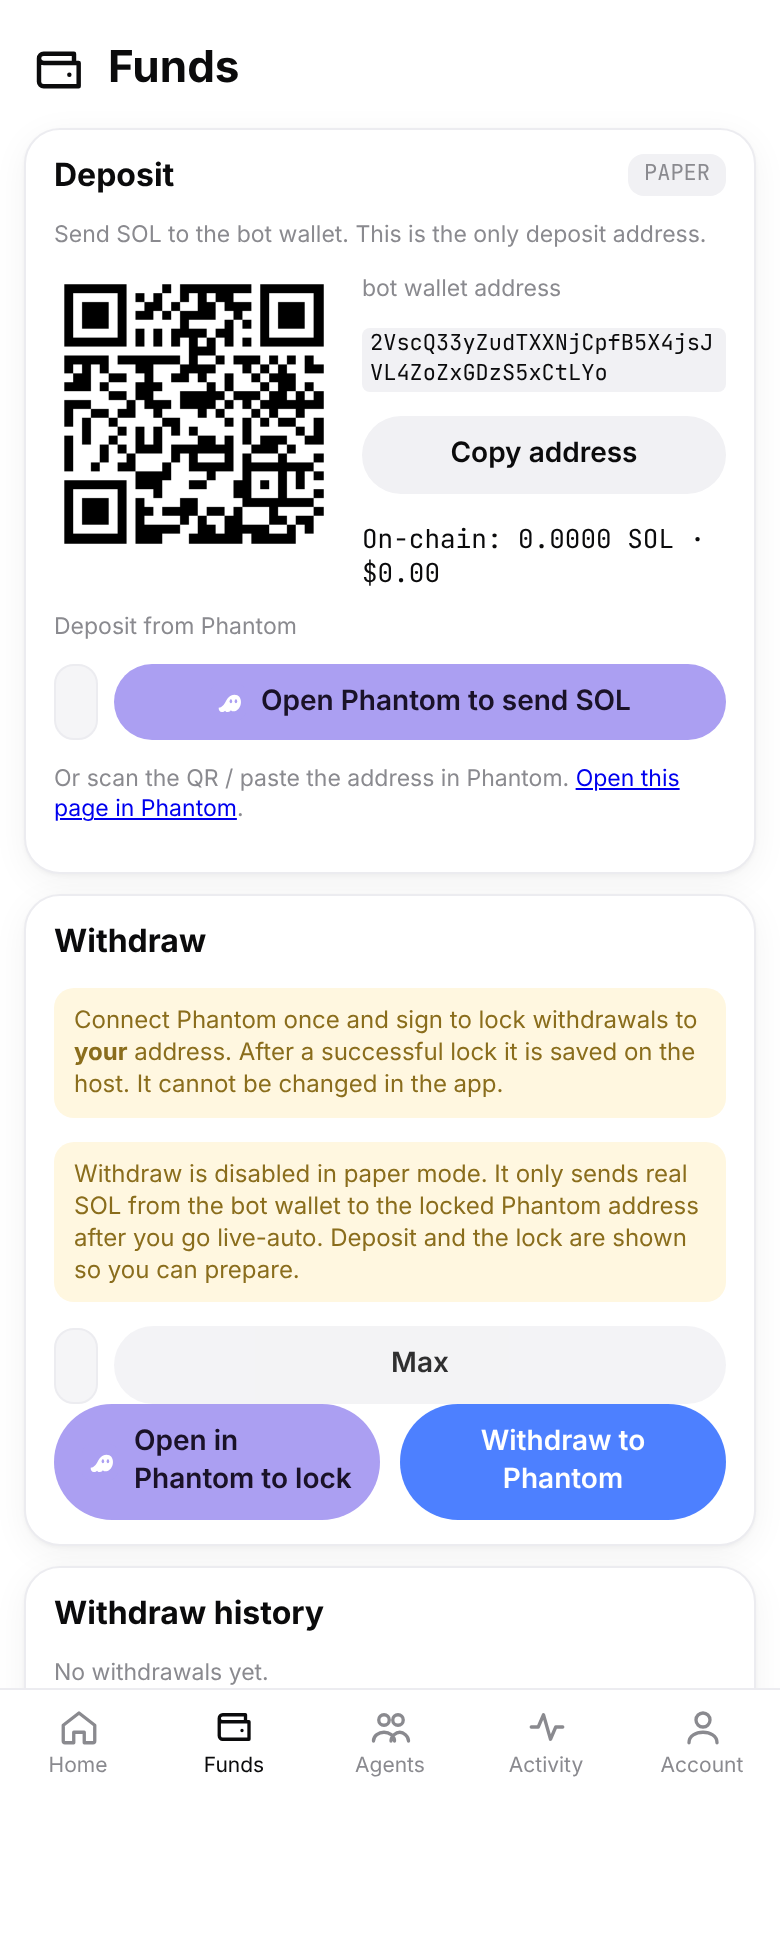 Funds
Deposit
PAPER
Send SOL to the bot wallet. This is the only deposit address.
bot wallet address
2VscQ33yZudTXXNjCpfB5X4jsJ
VL4ZoZxGDzS5xCtLYo
Copy address
On-chain: 0.0000 SOL ·
$0.00
Deposit from Phantom
Open Phantom to send SOL
Or scan the QR / paste the address in Phantom. Open this
page in Phantom.
Withdraw
Connect Phantom once and sign to lock withdrawals to
your address. After a successful lock it is saved on the
host. It cannot be changed in the app.
Withdraw is disabled in paper mode. It only sends real
SOL from the bot wallet to the locked Phantom address
after you go live-auto. Deposit and the lock are shown
so you can prepare.
Max
Open in
Phantom to lock
Withdraw to
Phantom
Withdraw history
No withdrawals yet.
Home
Funds
Agents
Activity
Account